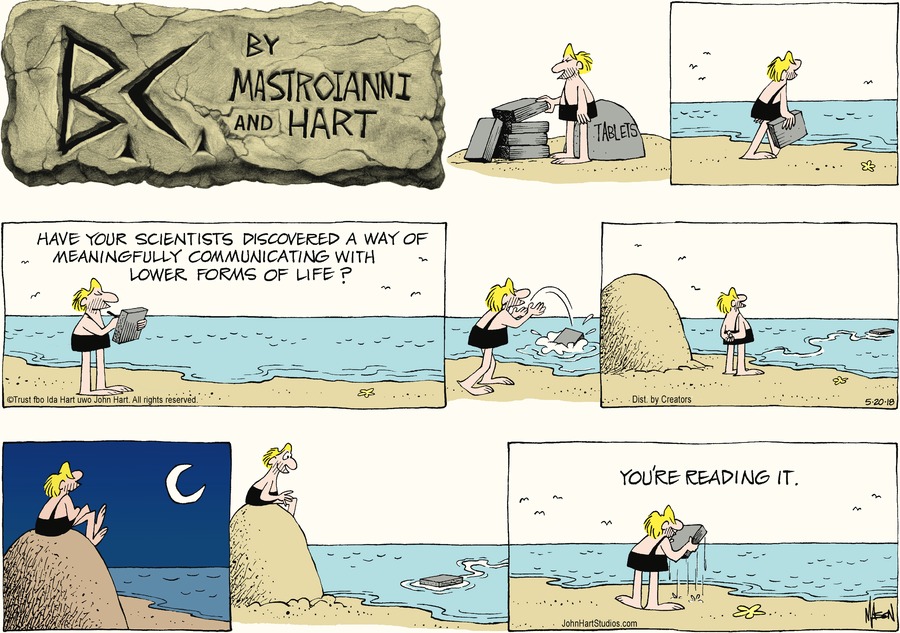 B.C.
BY
MASTROIANNI
AND HART
TABLETS
HAVE YOUR SCIENTISTS DISCOVERED A WAY OF
MEANINGFULLY COMMUNICATING WITH
LOWER FORMS OF LIFE?
©Trust fbo Ida Hart uwo John Hart. All rights reserved.
Dist. by Creators
5·20·18
YOU'RE READING IT.
JohnHartStudios.com
MASON